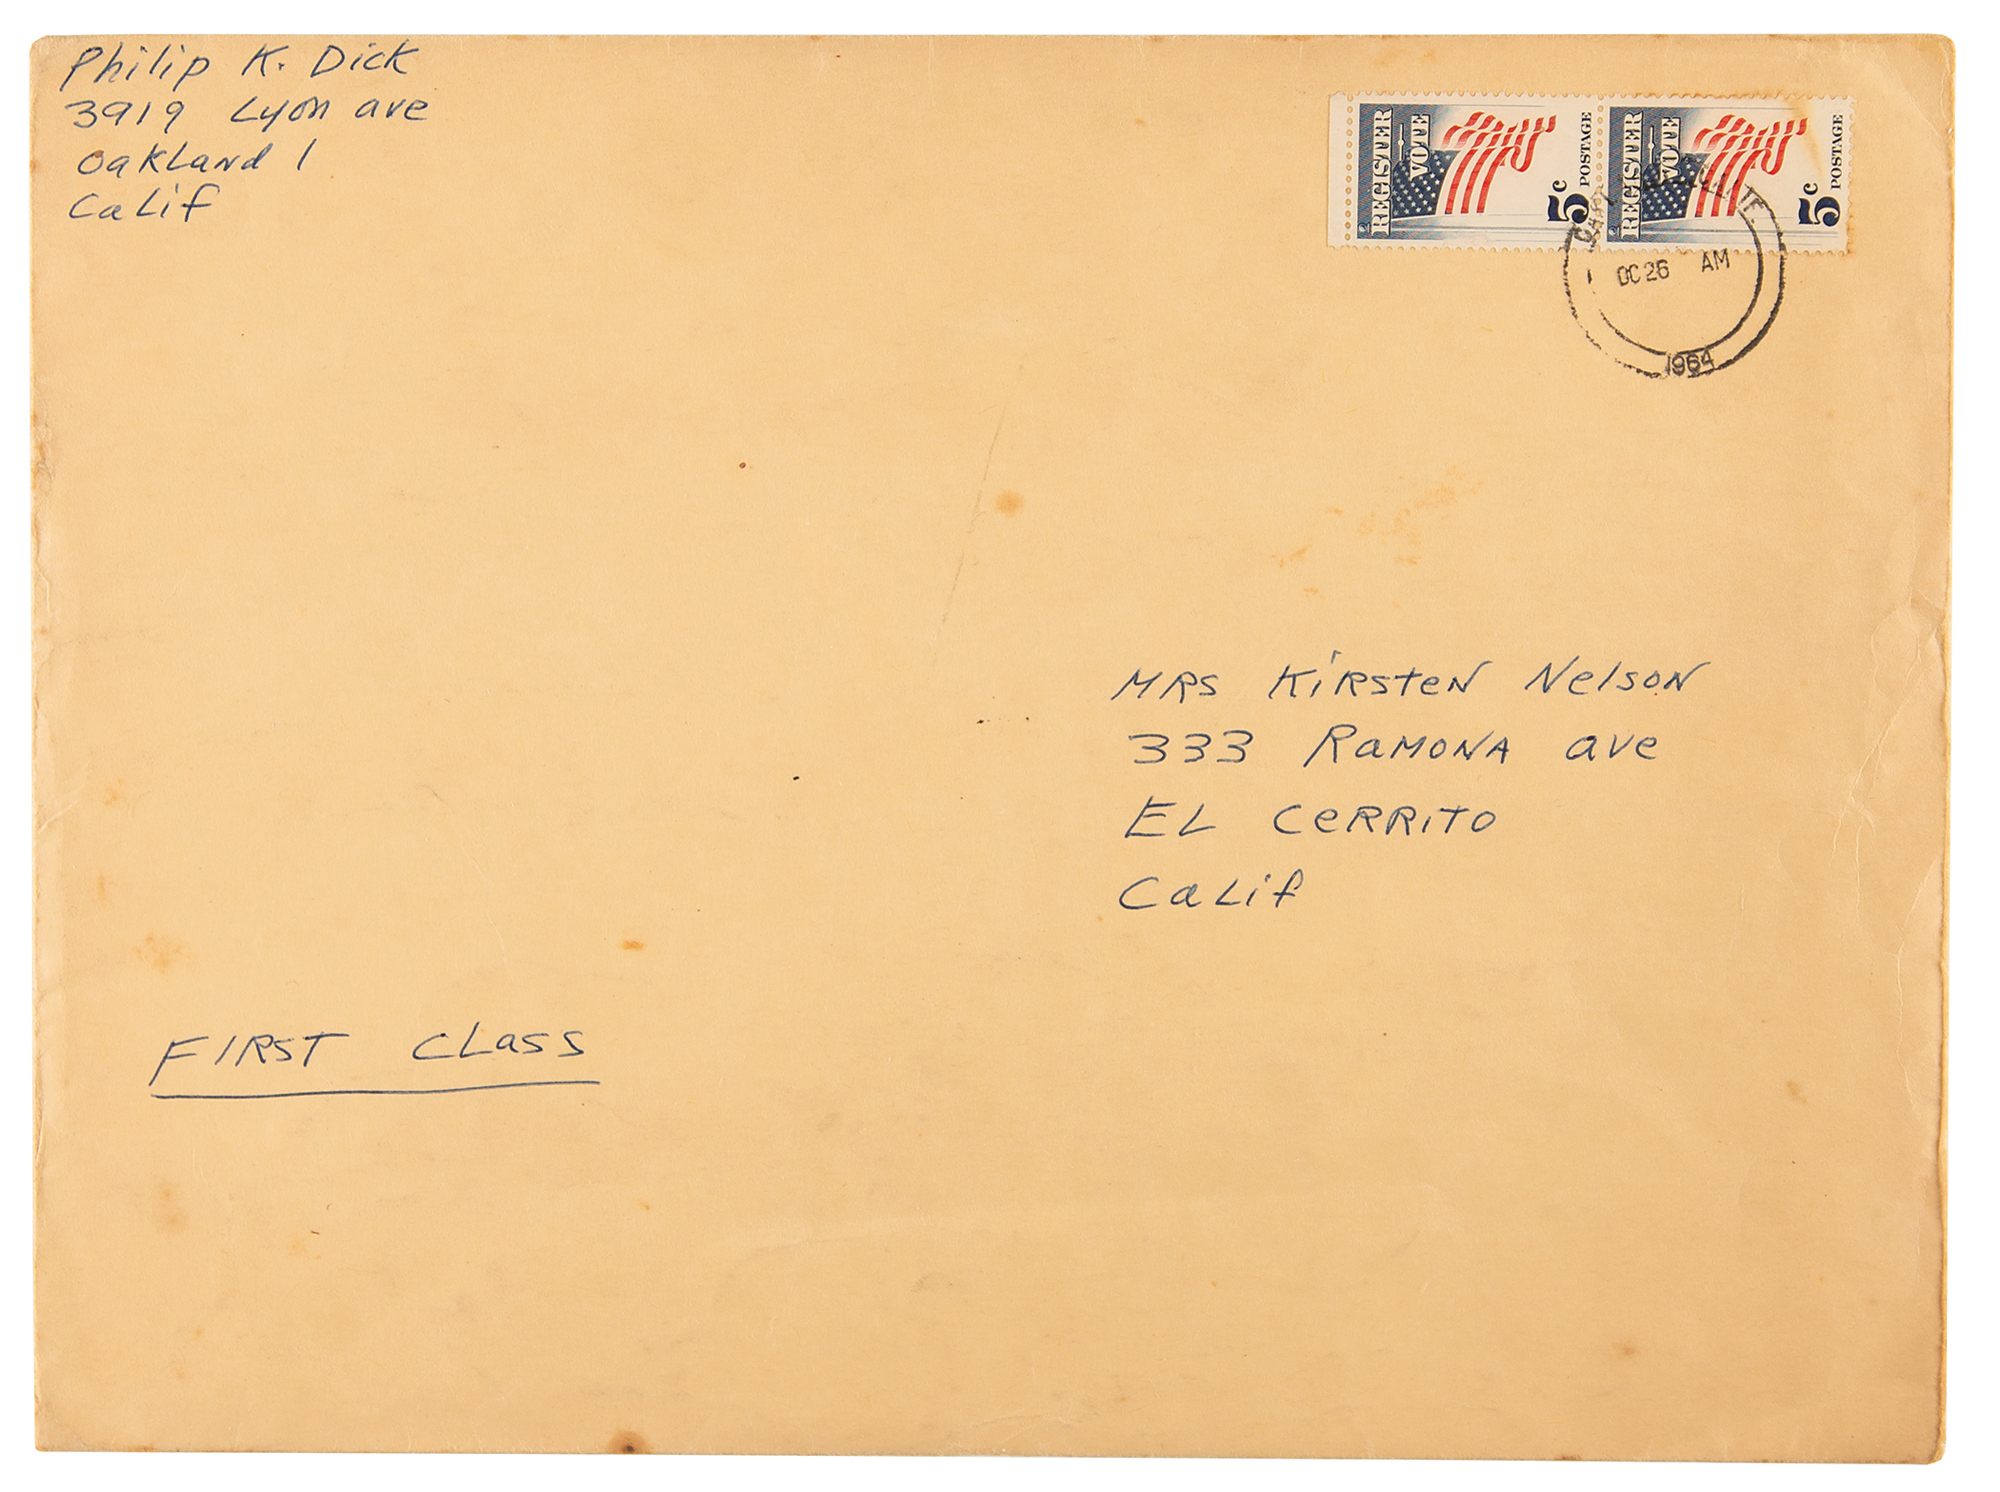 Philip K. Dick
3919 Lyon ave
Oakland 1
Calif
REGISTER
VOTE
5c
POSTAGE
REGISTER
VOTE
5c
POSTAGE
OC 26 AM
1964
MRS Kirsten Nelson
333 Ramona ave
El Cerrito
Calif
First Class